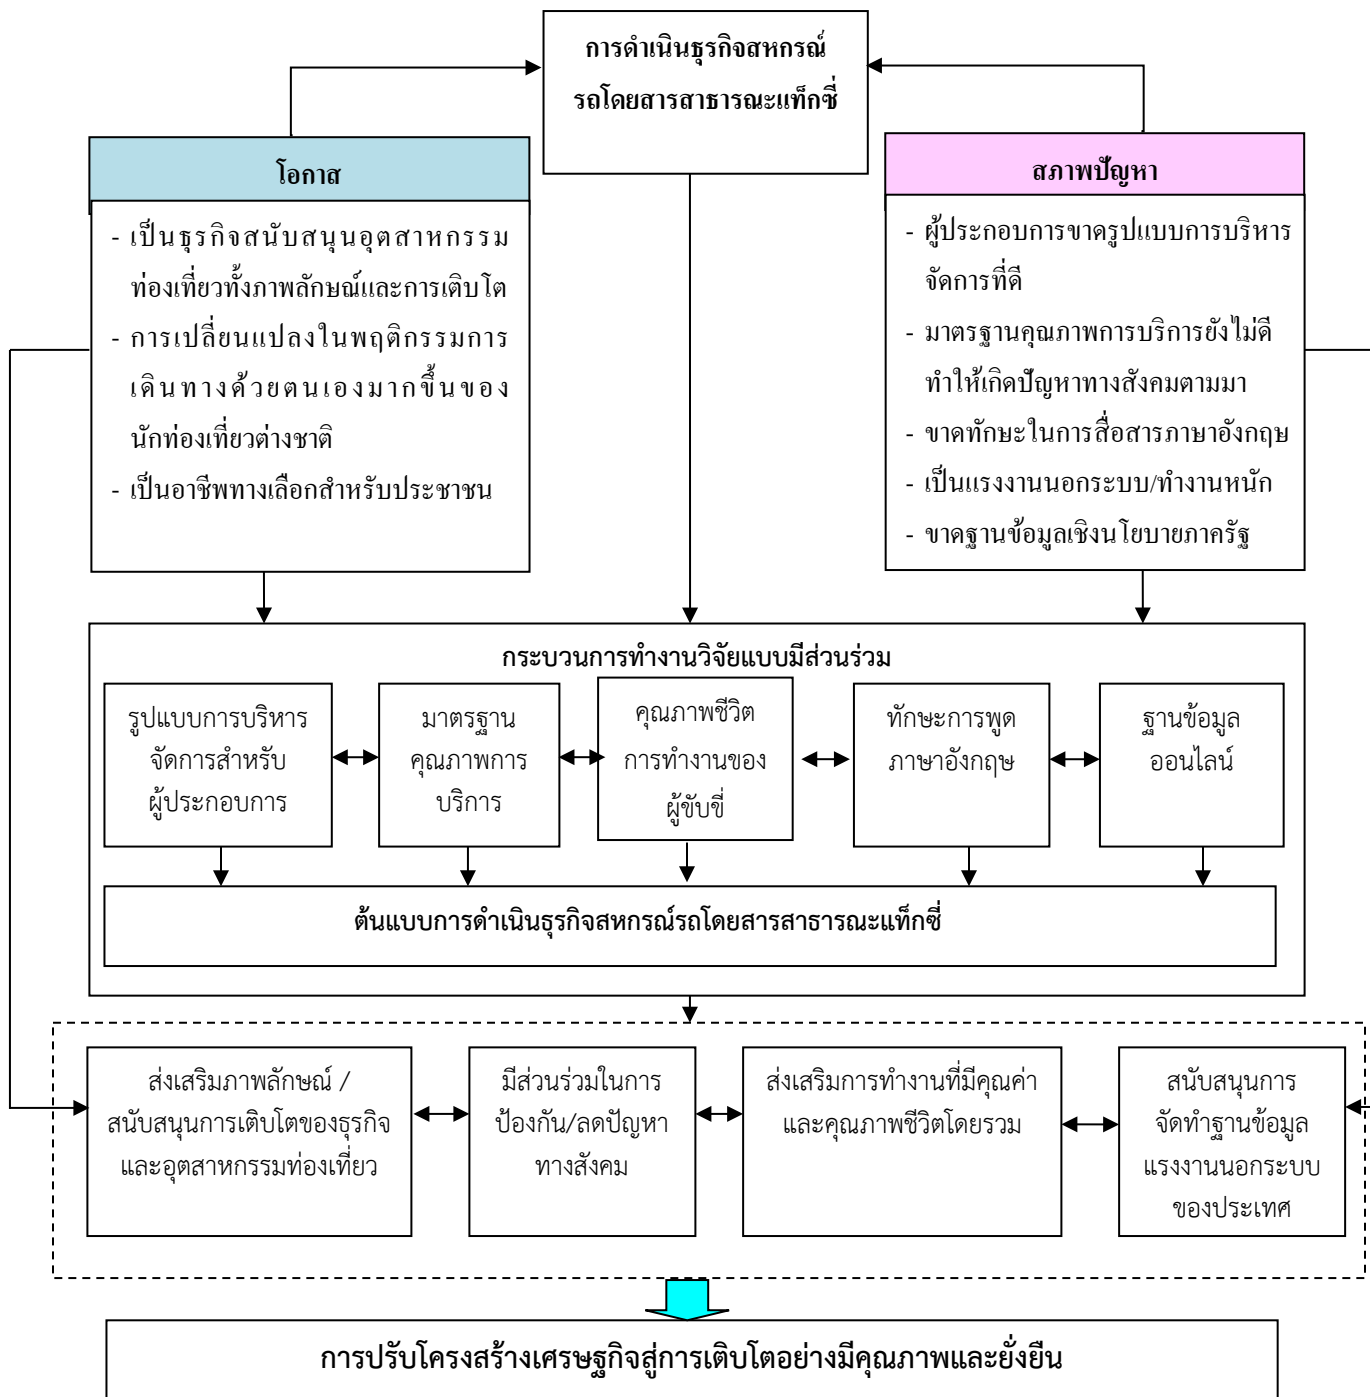 การดำเนินธุรกิจสหกรณ์
รถโดยสารสาธารณะแท็กซี่
โอกาส
- เป็นธุรกิจสนับสนุนอุตสาหกรรม
ท่องเที่ยวทั้งภาพลักษณ์และการเติบโต
- การเปลี่ยนแปลงในพฤติกรรมการ
เดินทางด้วยตนเองมากขึ้นของ
นักท่องเที่ยวต่างชาติ
- เป็นอาชีพทางเลือกสำหรับประชาชน
สภาพปัญหา
- ผู้ประกอบการขาดรูปแบบการบริหาร
จัดการที่ดี
- มาตรฐานคุณภาพการบริการยังไม่ดี
ทำให้เกิดปัญหาทางสังคมตามมา
- ขาดทักษะในการสื่อสารภาษาอังกฤษ
- เป็นแรงงานนอกระบบ/ทำงานหนัก
- ขาดฐานข้อมูลเชิงนโยบายภาครัฐ
กระบวนการทำงานวิจัยแบบมีส่วนร่วม
รูปแบบการบริหาร
จัดการสำหรับ
ผู้ประกอบการ
มาตรฐาน
คุณภาพการ
บริการ
คุณภาพชีวิต
การทำงานของ
ผู้ขับขี่
ทักษะการพูด
ภาษาอังกฤษ
ฐานข้อมูล
ออนไลน์
ต้นแบบการดำเนินธุรกิจสหกรณ์รถโดยสารสาธารณะแท็กซี่
ส่งเสริมภาพลักษณ์ /
สนับสนุนการเติบโตของธุรกิจ
และอุตสาหกรรมท่องเที่ยว
มีส่วนร่วมในการ
ป้องกัน/ลดปัญหา
ทางสังคม
ส่งเสริมการทำงานที่มีคุณค่า
และคุณภาพชีวิตโดยรวม
สนับสนุนการ
จัดทำฐานข้อมูล
แรงงานนอกระบบ
ของประเทศ
การปรับโครงสร้างเศรษฐกิจสู่การเติบโตอย่างมีคุณภาพและยั่งยืน